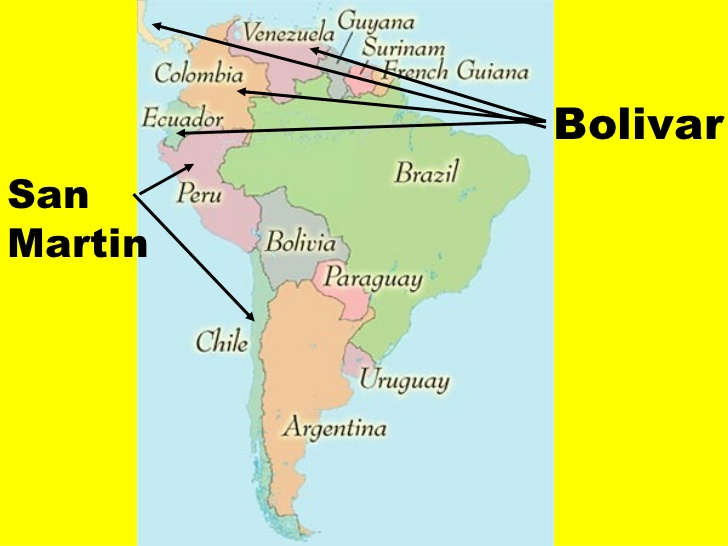 Guyana
Venezuela
Surinam
Colombia
French Guiana
Ecuador
Bolivar
Brazil
San
Martin
Peru
Bolivia
Paraguay
Chile
Uruguay
Argentina